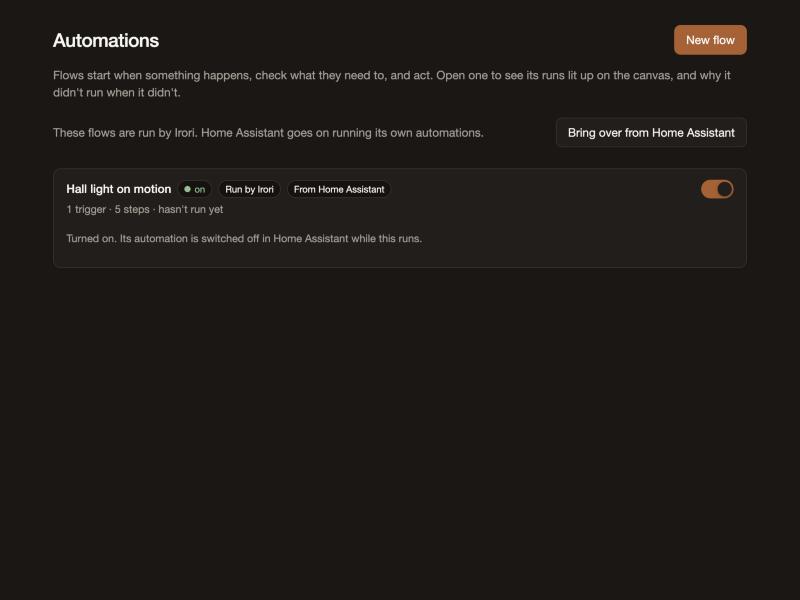 Automations
New flow
Flows start when something happens, check what they need to, and act. Open one to see its runs lit up on the canvas, and why it
didn't run when it didn't.
These flows are run by Irori. Home Assistant goes on running its own automations.
Bring over from Home Assistant
Hall light on motion
on
Run by Irori
From Home Assistant
1 trigger · 5 steps · hasn't run yet
Turned on. Its automation is switched off in Home Assistant while this runs.